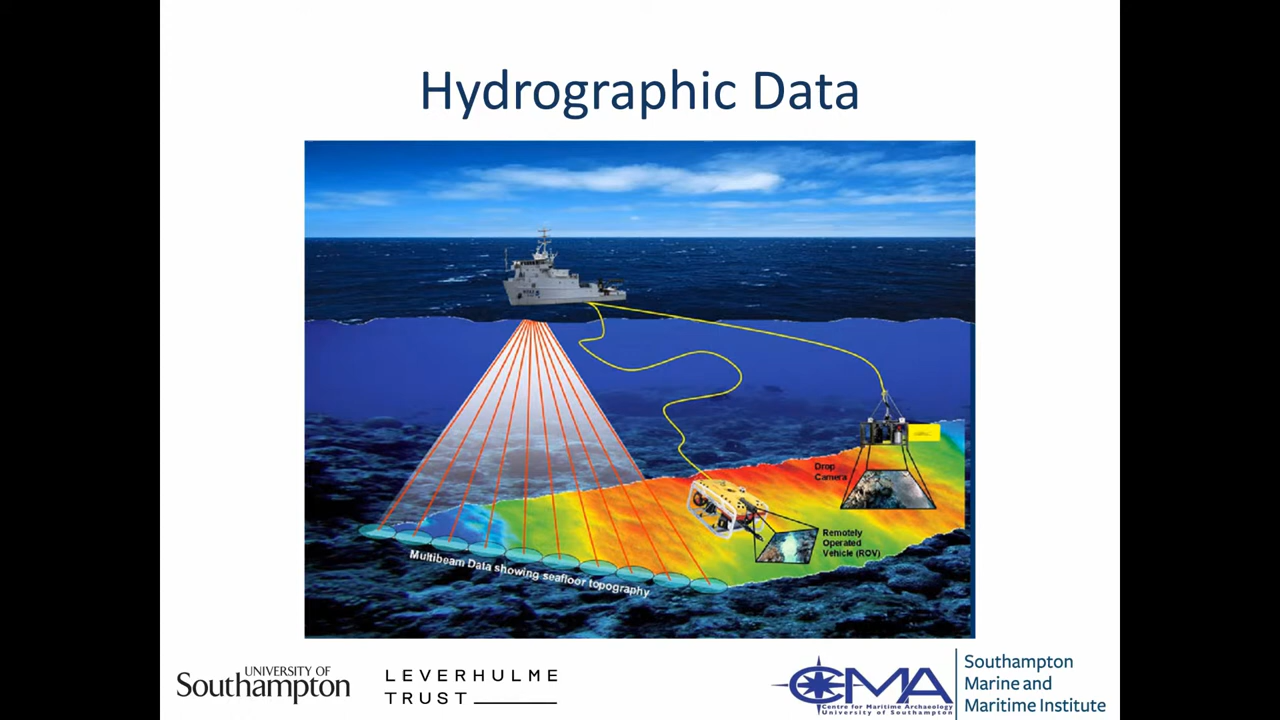 Hydrographic Data
Drop
Camera
Remotely
Operated
Vehicle (ROV)
Multibeam Data showing seafloor topography
UNIVERSITY OF
Southampton
LEVERHULME
TRUST
CMA
Centre for Maritime Archaeology
University of Southampton
Southampton
Marine and
Maritime Institute